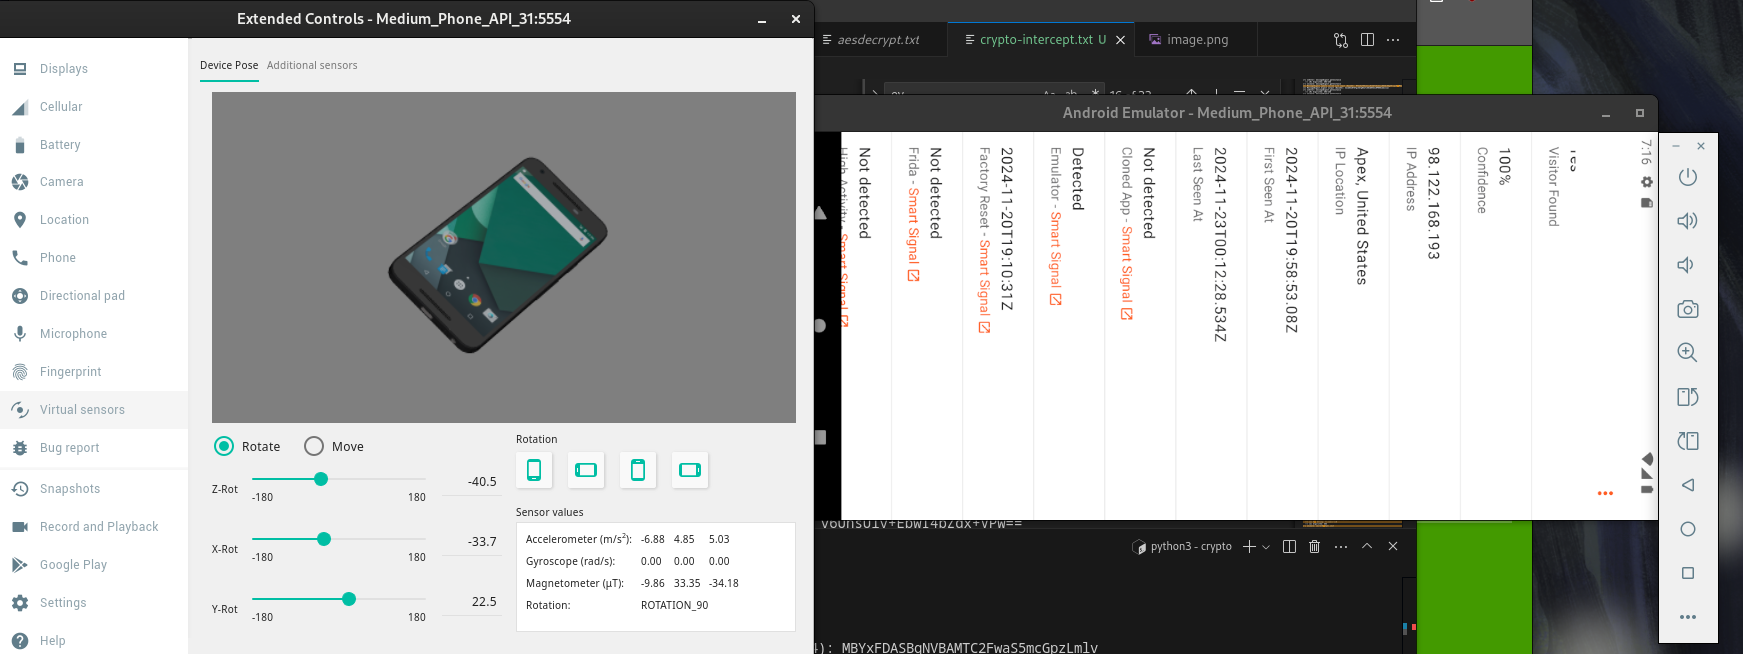 Extended Controls - Medium_Phone_API_31:5554
Displays
Cellular
Battery
Camera
Location
Phone
Directional pad
Microphone
Fingerprint
Virtual sensors
Bug report
Snapshots
Record and Playback
Google Play
Settings
Help
Device Pose Additional sensors
Rotate Move
Z-Rot -180 180 -40.5
X-Rot -180 180 -33.7
Y-Rot -180 180 22.5
Rotation
Sensor values
Accelerometer (m/s²): -6.88 4.85 5.03
Gyroscope (rad/s): 0.00 0.00 0.00
Magnetometer (μT): -9.86 33.35 -34.18
Rotation: ROTATION_90
aesdecrypt.txt
crypto-intercept.txt U
image.png
Android Emulator - Medium_Phone_API_31:5554
7:16
Visitor Found
100%
Confidence
98.122.168.193
IP Address
Apex, United States
IP Location
2024-11-20T19:58:53.08Z
First Seen At
2024-11-23T00:12:28.534Z
Last Seen At
Not detected
Cloned App - Smart Signal
Detected
Emulator - Smart Signal
2024-11-20T19:10:31Z
Factory Reset - Smart Signal
Not detected
Frida - Smart Signal
Not detected
High Activity - Smart Signal
python3 - crypto
4): MBYxFDASBgNVBAMTC2FwaS5mcGpzLmlv